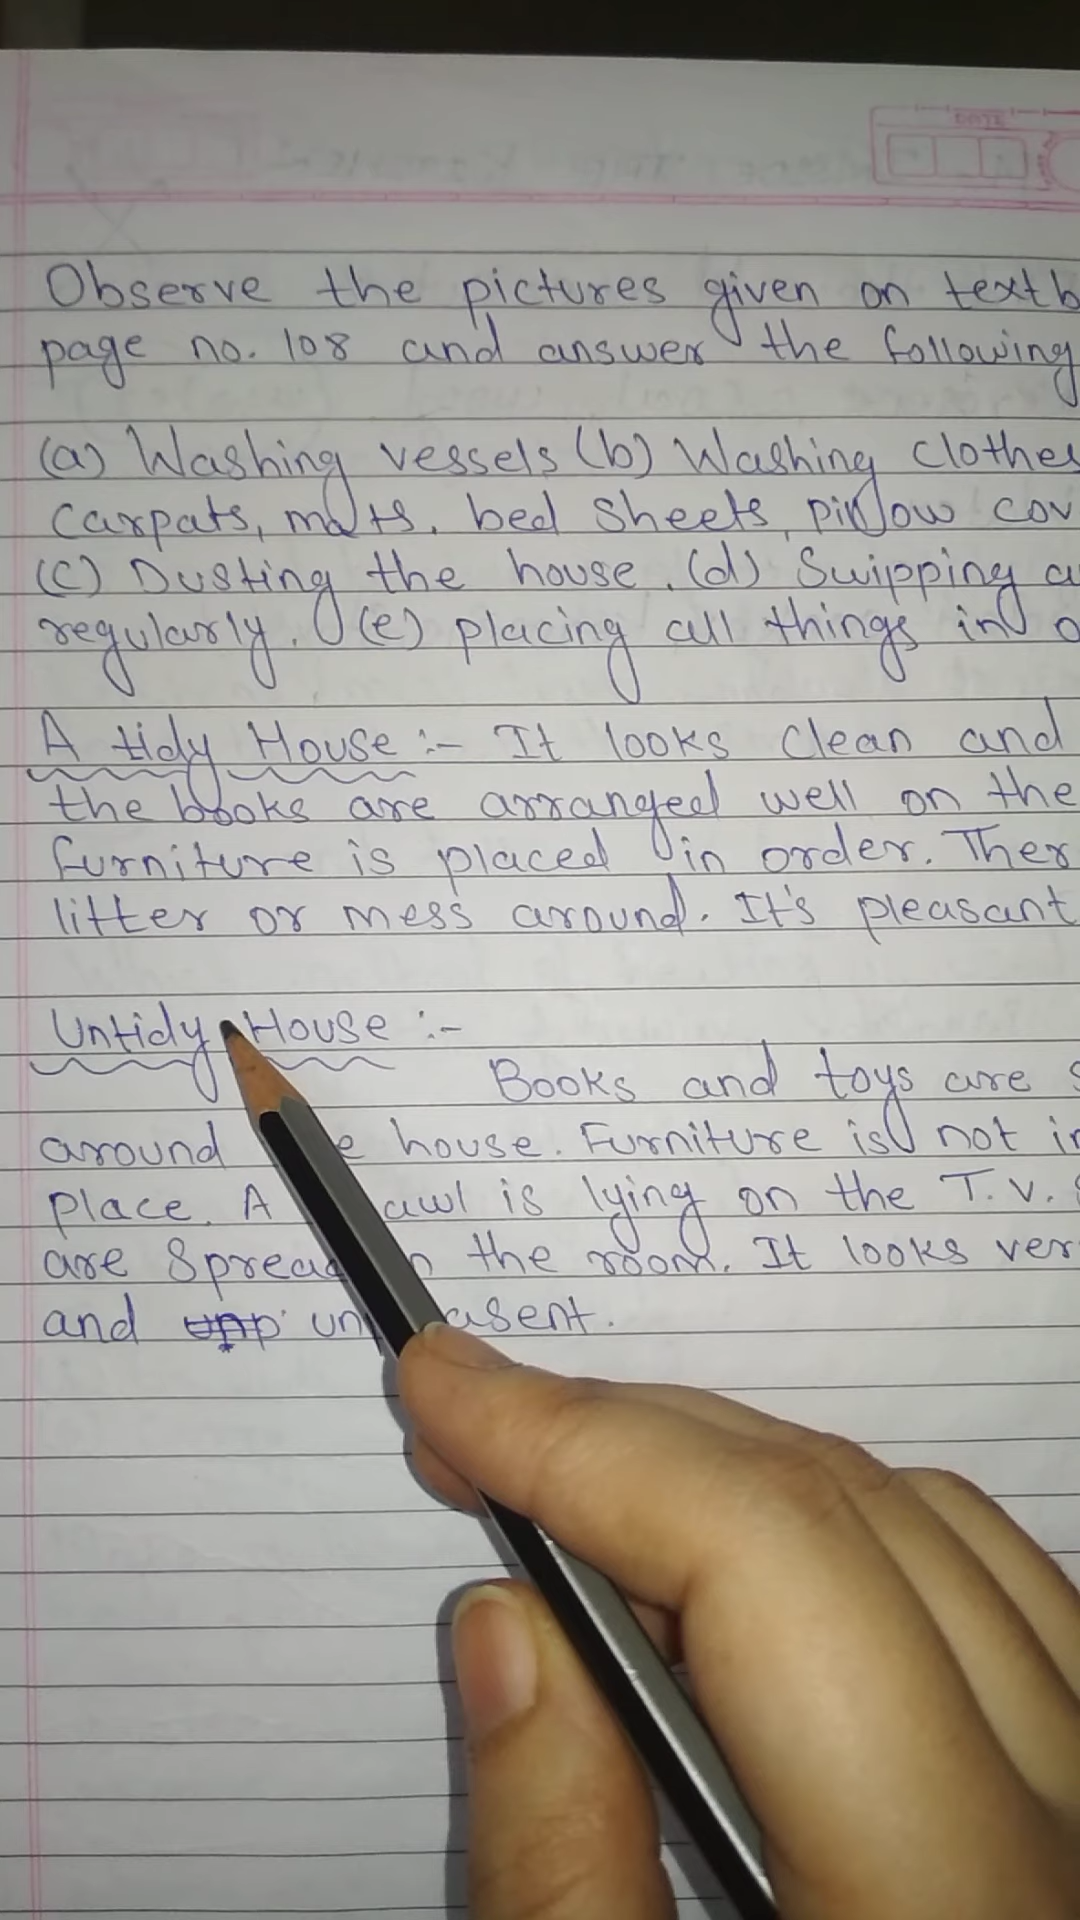 DATE
Observe the pictures given on textb
page no. 108 and answer the following
(a) Washing vessels (b) Washing clothes
carpats, mats, bed sheets, pillow cov
(c) Dusting the house. (d) Swipping a
regularly. (e) placing all things in o
A tidy House :- It looks clean and
the books are arranged well on the
furniture is placed in order. Ther
litter or mess around. It's pleasant
Untidy House :-
Books and toys are s
around e house. Furniture is not in
place. A awl is lying on the T.V. s
are Spread n the room. It looks ver
and un asent.